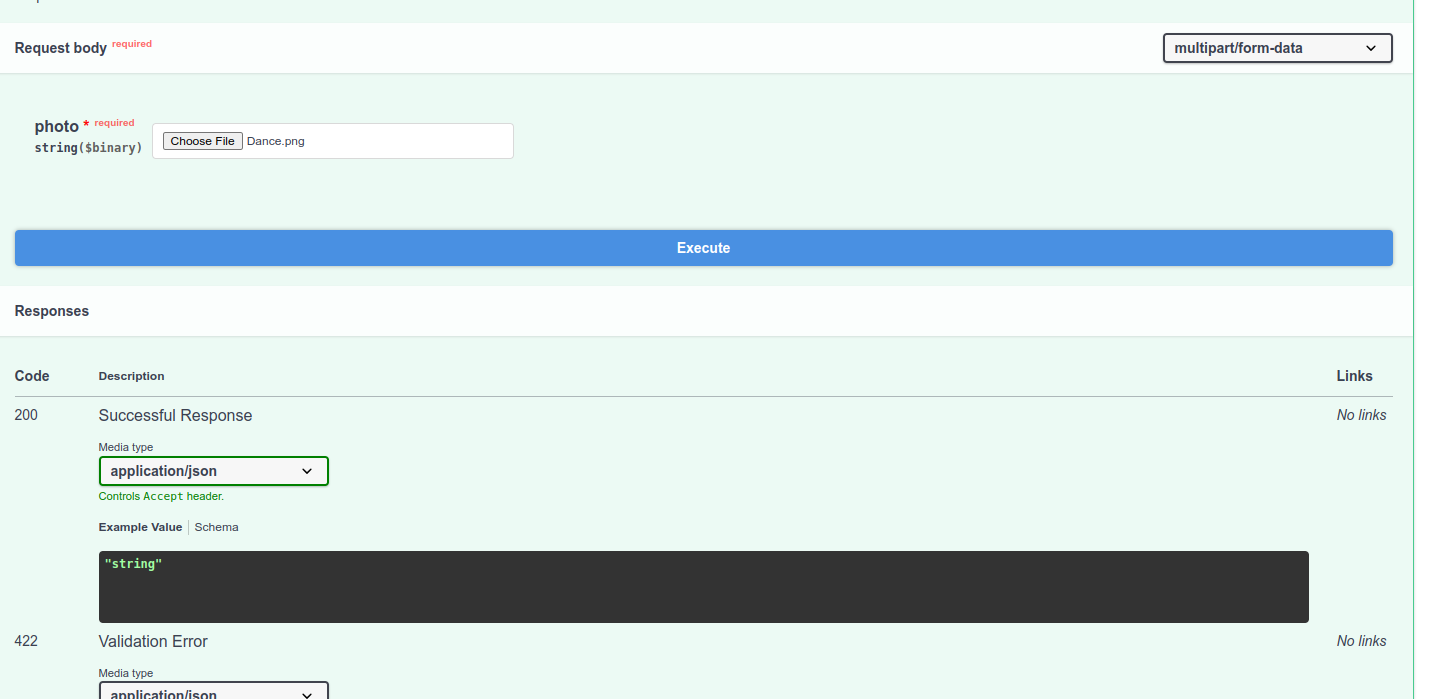 Request body required
multipart/form-data
photo * required
string($binary)
Choose File Dance.png
Execute
Responses
Code Description Links
200 Successful Response No links
Media type
application/json
Controls Accept header.
Example Value Schema
"string"
422 Validation Error No links
Media type
application/json